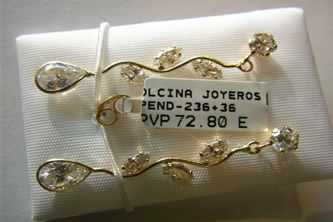 OLCINA JOYEROS
PEND-236+36
PVP 72.80 E